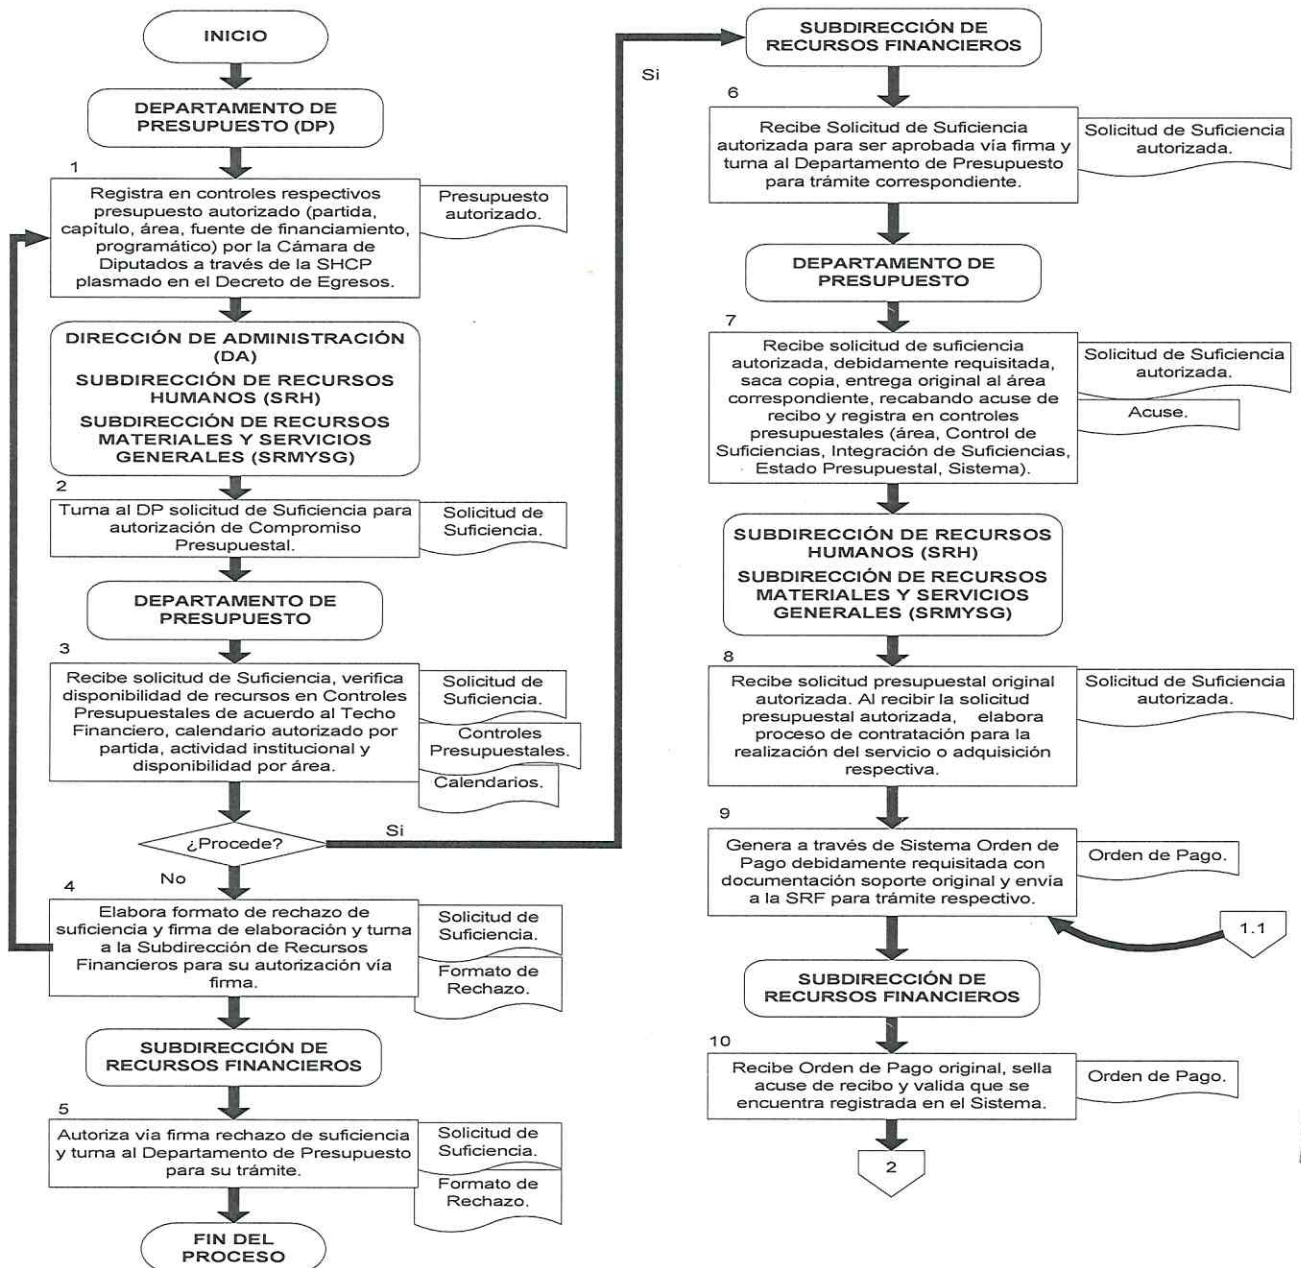 INICIO
DEPARTAMENTO DE
PRESUPUESTO (DP)
1
Registra en controles respectivos
presupuesto autorizado (partida,
capítulo, área, fuente de financiamiento,
programático) por la Cámara de
Diputados a través de la SHCP
plasmado en el Decreto de Egresos.
Presupuesto
autorizado.
DIRECCIÓN DE ADMINISTRACIÓN
(DA)
SUBDIRECCIÓN DE RECURSOS
HUMANOS (SRH)
SUBDIRECCIÓN DE RECURSOS
MATERIALES Y SERVICIOS
GENERALES (SRMYSG)
2
Turna al DP solicitud de Suficiencia para
autorización de Compromiso
Presupuestal.
Solicitud de
Suficiencia.
DEPARTAMENTO DE
PRESUPUESTO
3
Recibe solicitud de Suficiencia, verifica
disponibilidad de recursos en Controles
Presupuestales de acuerdo al Techo
Financiero, calendario autorizado por
partida, actividad institucional y
disponibilidad por área.
Solicitud de
Suficiencia.
Controles
Presupuestales.
Calendarios.
¿Procede?
Si
No
4
Elabora formato de rechazo de
suficiencia y firma de elaboración y turna
a la Subdirección de Recursos
Financieros para su autorización vía
firma.
Solicitud de
Suficiencia.
Formato de
Rechazo.
SUBDIRECCIÓN DE
RECURSOS FINANCIEROS
5
Autoriza vía firma rechazo de suficiencia
y turna al Departamento de Presupuesto
para su trámite.
Solicitud de
Suficiencia.
Formato de
Rechazo.
FIN DEL
PROCESO
Si
SUBDIRECCIÓN DE
RECURSOS FINANCIEROS
6
Recibe Solicitud de Suficiencia
autorizada para ser aprobada vía firma y
turna al Departamento de Presupuesto
para trámite correspondiente.
Solicitud de Suficiencia
autorizada.
DEPARTAMENTO DE
PRESUPUESTO
7
Recibe solicitud de suficiencia
autorizada, debidamente requisitada,
saca copia, entrega original al área
correspondiente, recabando acuse de
recibo y registra en controles
presupuestales (área, Control de
Suficiencias, Integración de Suficiencias,
Estado Presupuestal, Sistema).
Solicitud de Suficiencia
autorizada.
Acuse.
SUBDIRECCIÓN DE RECURSOS
HUMANOS (SRH)
SUBDIRECCIÓN DE RECURSOS
MATERIALES Y SERVICIOS
GENERALES (SRMYSG)
8
Recibe solicitud presupuestal original
autorizada. Al recibir la solicitud
presupuestal autorizada, elabora
proceso de contratación para la
realización del servicio o adquisición
respectiva.
Solicitud de Suficiencia
autorizada.
9
Genera a través de Sistema Orden de
Pago debidamente requisitada con
documentación soporte original y envía
a la SRF para trámite respectivo.
Orden de Pago.
1.1
SUBDIRECCIÓN DE
RECURSOS FINANCIEROS
10
Recibe Orden de Pago original, sella
acuse de recibo y valida que se
encuentra registrada en el Sistema.
Orden de Pago.
2